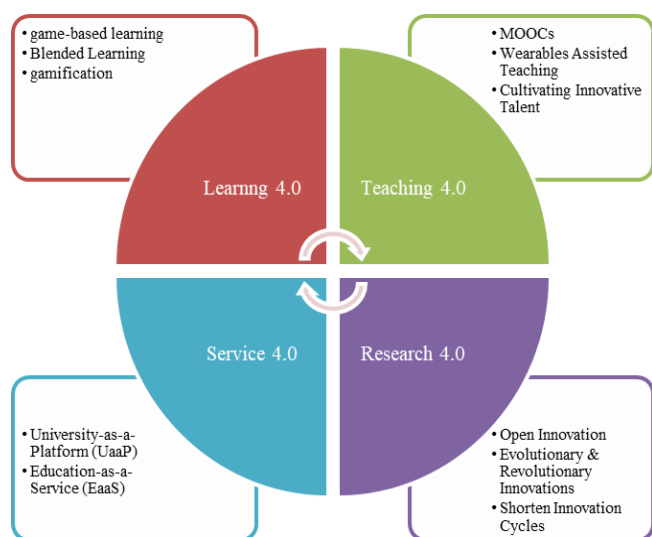 • game-based learning
• Blended Learning
• gamification
• MOOCs
• Wearables Assisted
Teaching
• Cultivating Innovative
Talent
Learnng 4.0
Teaching 4.0
Service 4.0
Research 4.0
• University-as-a-
Platform (UaaP)
• Education-as-a-
Service (EaaS)
• Open Innovation
• Evolutionary &
Revolutionary
Innovations
• Shorten Innovation
Cycles